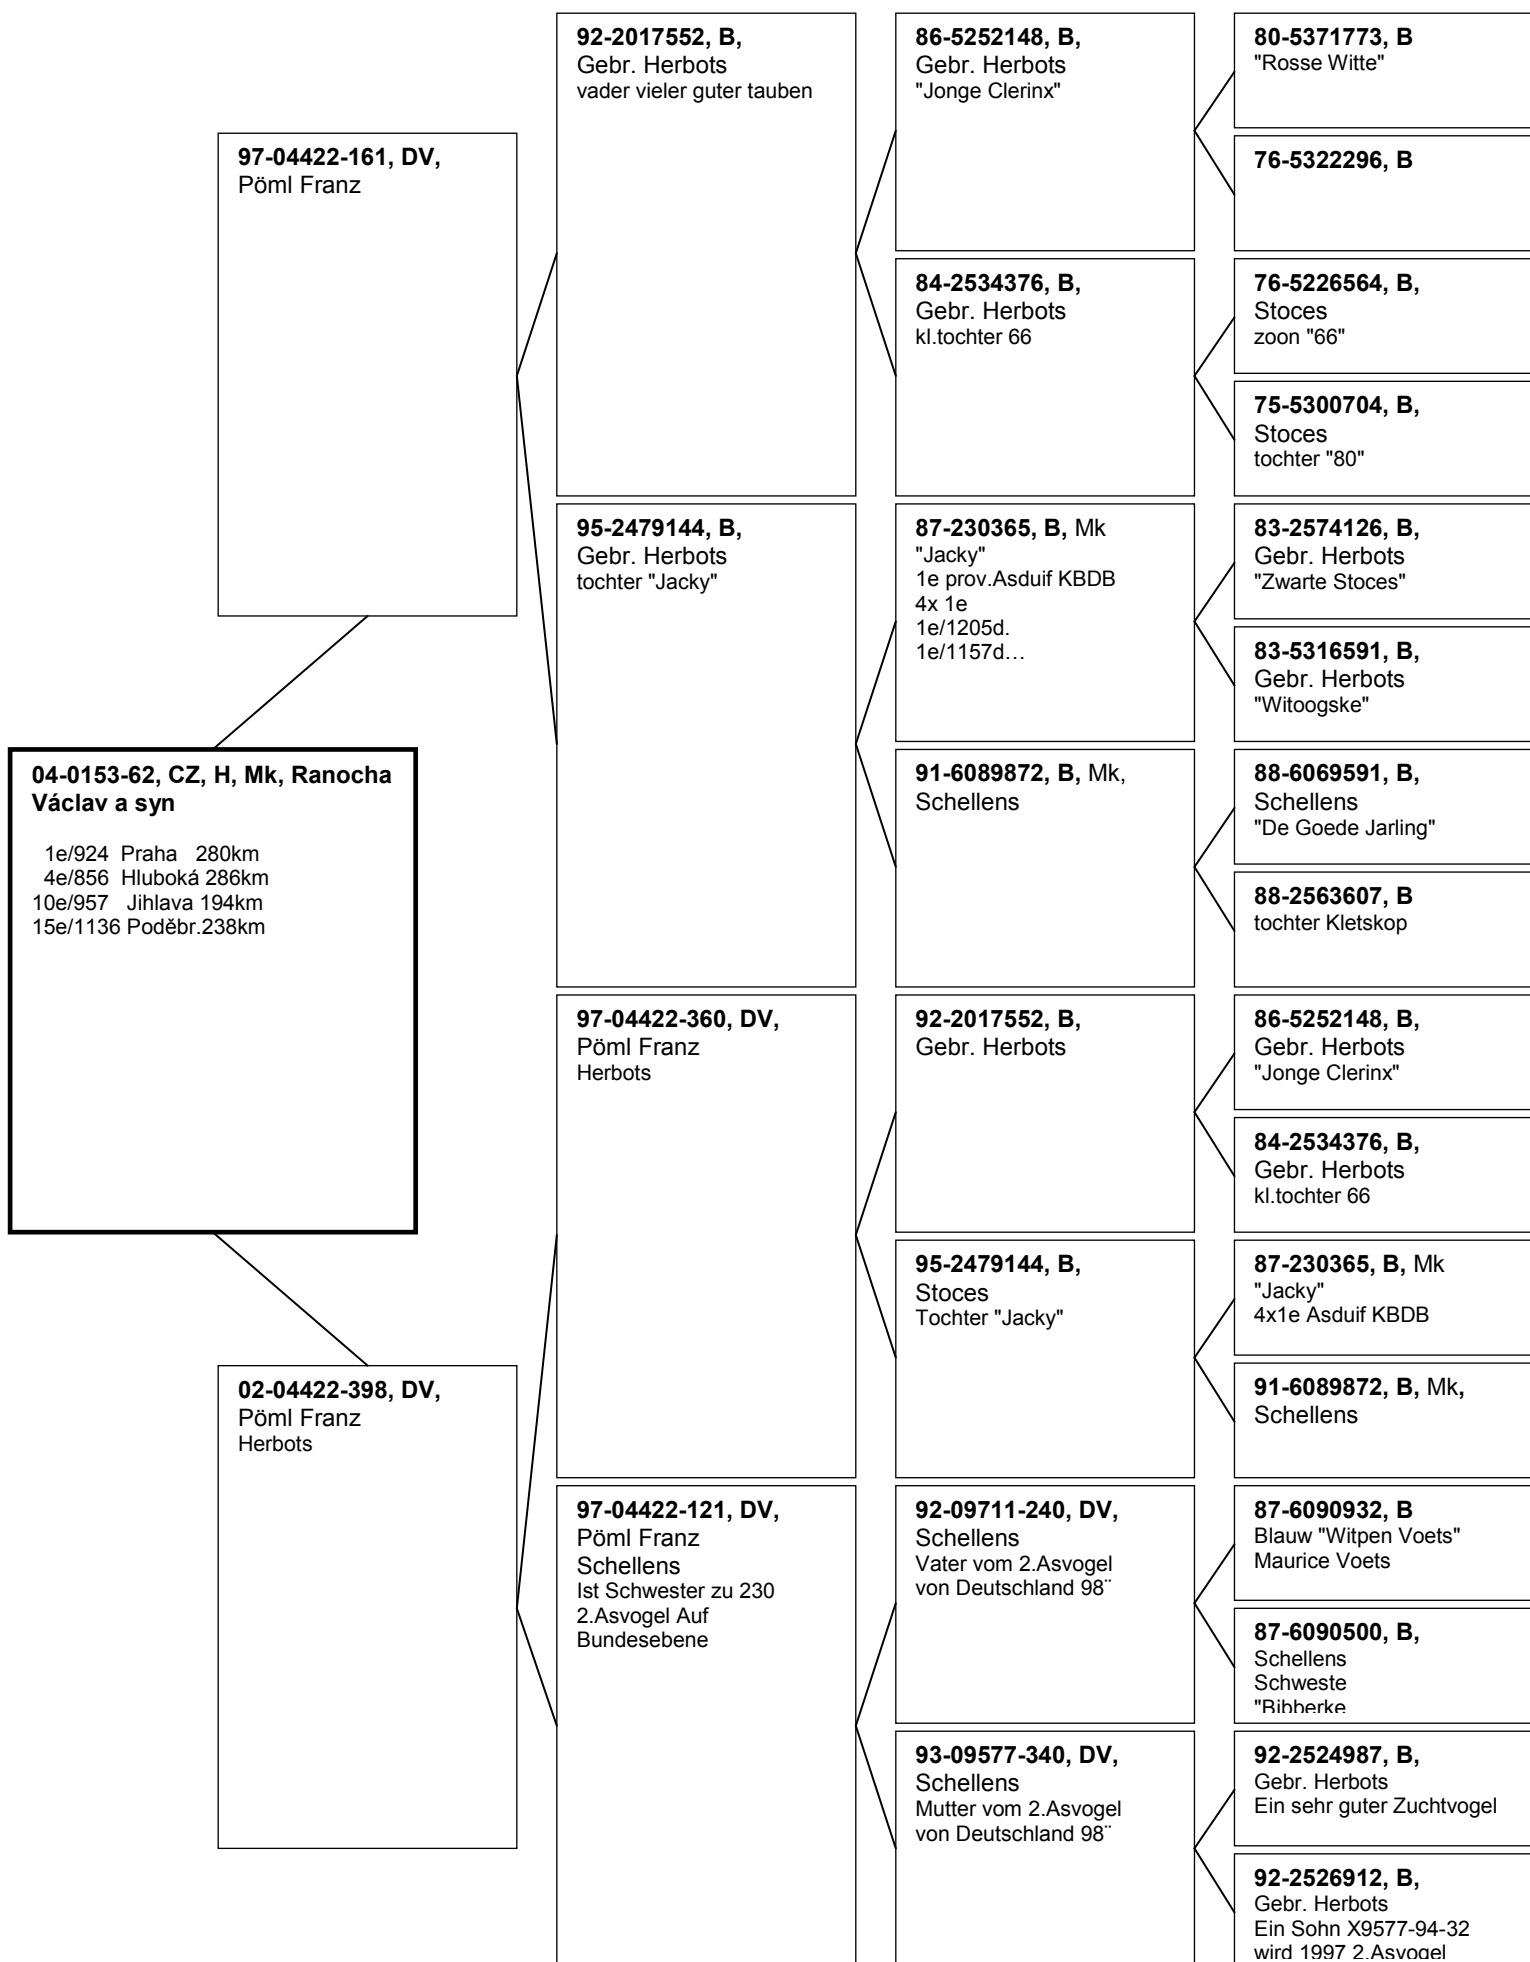 04-0153-62, CZ, H, Mk, Ranocha
Václav a syn
1e/924 Praha 280km
4e/856 Hluboká 286km
10e/957 Jihlava 194km
15e/1136 Poděbr.238km
97-04422-161, DV,
Pöml Franz
02-04422-398, DV,
Pöml Franz
Herbots
92-2017552, B,
Gebr. Herbots
vader vieler guter tauben
95-2479144, B,
Gebr. Herbots
tochter "Jacky"
97-04422-360, DV,
Pöml Franz
Herbots
97-04422-121, DV,
Pöml Franz
Schellens
Ist Schwester zu 230
2.Asvogel Auf
Bundesebene
86-5252148, B,
Gebr. Herbots
"Jonge Clerinx"
84-2534376, B,
Gebr. Herbots
kl.tochter 66
87-230365, B, Mk
"Jacky"
1e prov.Asduif KBDB
4x 1e
1e/1205d.
1e/1157d…
91-6089872, B, Mk,
Schellens
92-2017552, B,
Gebr. Herbots
95-2479144, B,
Stoces
Tochter "Jacky"
92-09711-240, DV,
Schellens
Vater vom 2.Asvogel
von Deutschland 98¨
93-09577-340, DV,
Schellens
Mutter vom 2.Asvogel
von Deutschland 98¨
80-5371773, B
"Rosse Witte"
76-5322296, B
76-5226564, B,
Stoces
zoon "66"
75-5300704, B,
Stoces
tochter "80"
83-2574126, B,
Gebr. Herbots
"Zwarte Stoces"
83-5316591, B,
Gebr. Herbots
"Witoogske"
88-6069591, B,
Schellens
"De Goede Jarling"
88-2563607, B
tochter Kletskop
86-5252148, B,
Gebr. Herbots
"Jonge Clerinx"
84-2534376, B,
Gebr. Herbots
kl.tochter 66
87-230365, B, Mk
"Jacky"
4x1e Asduif KBDB
91-6089872, B, Mk,
Schellens
87-6090932, B
Blauw "Witpen Voets"
Maurice Voets
87-6090500, B,
Schellens
Schweste
"Bibberke
92-2524987, B,
Gebr. Herbots
Ein sehr guter Zuchtvogel
92-2526912, B,
Gebr. Herbots
Ein Sohn X9577-94-32
wird 1997 2.Asvogel